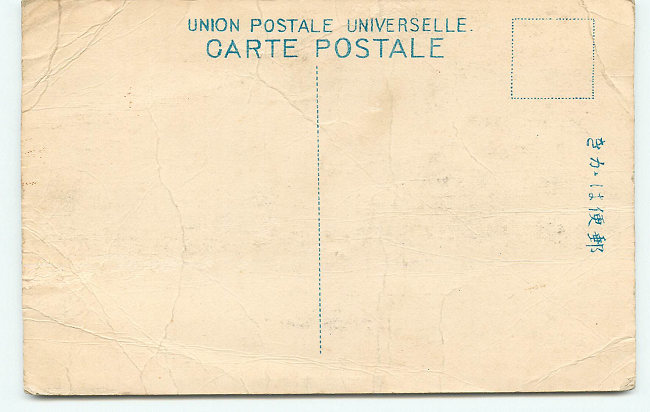 UNION POSTALE UNIVERSELLE.
CARTE POSTALE
郵便はがき